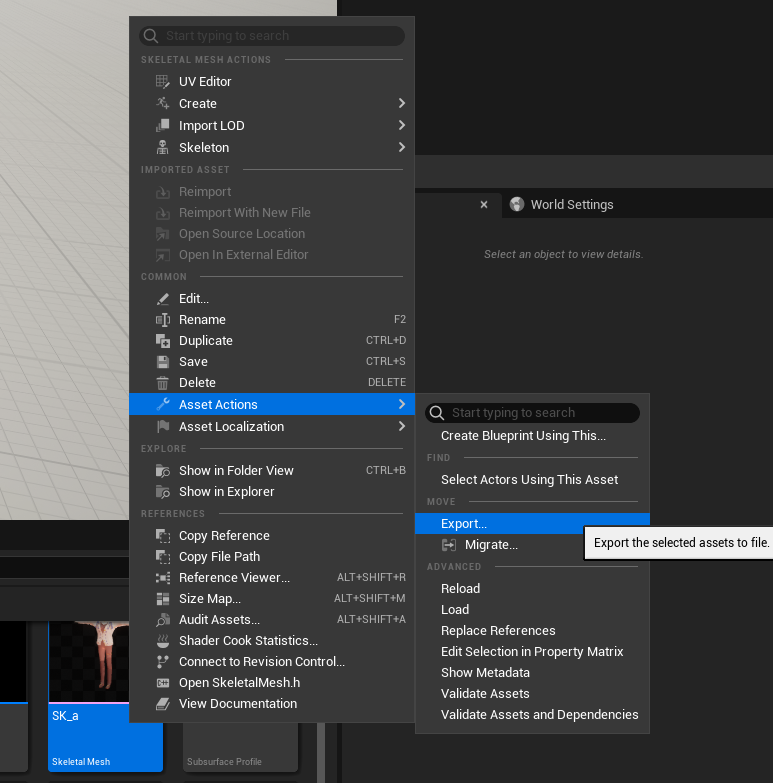 Start typing to search
SKELETAL MESH ACTIONS
UV Editor
Create
Import LOD
Skeleton
IMPORTED ASSET
Reimport
Reimport With New File
Open Source Location
Open In External Editor
COMMON
Edit...
Rename F2
Duplicate CTRL+D
Save CTRL+S
Delete DELETE
Asset Actions
Asset Localization
EXPLORE
Show in Folder View CTRL+B
Show in Explorer
REFERENCES
Copy Reference
Copy File Path
Reference Viewer... ALT+SHIFT+R
Size Map... ALT+SHIFT+M
Audit Assets... ALT+SHIFT+A
Shader Cook Statistics...
Connect to Revision Control...
C++ Open SkeletalMesh.h
View Documentation
World Settings
Select an object to view details.
Start typing to search
Create Blueprint Using This...
FIND
Select Actors Using This Asset
MOVE
Export...
Export the selected assets to file.
Migrate...
ADVANCED
Reload
Load
Replace References
Edit Selection in Property Matrix
Show Metadata
Validate Assets
Validate Assets and Dependencies
SK_a
Skeletal Mesh
Subsurface Profile